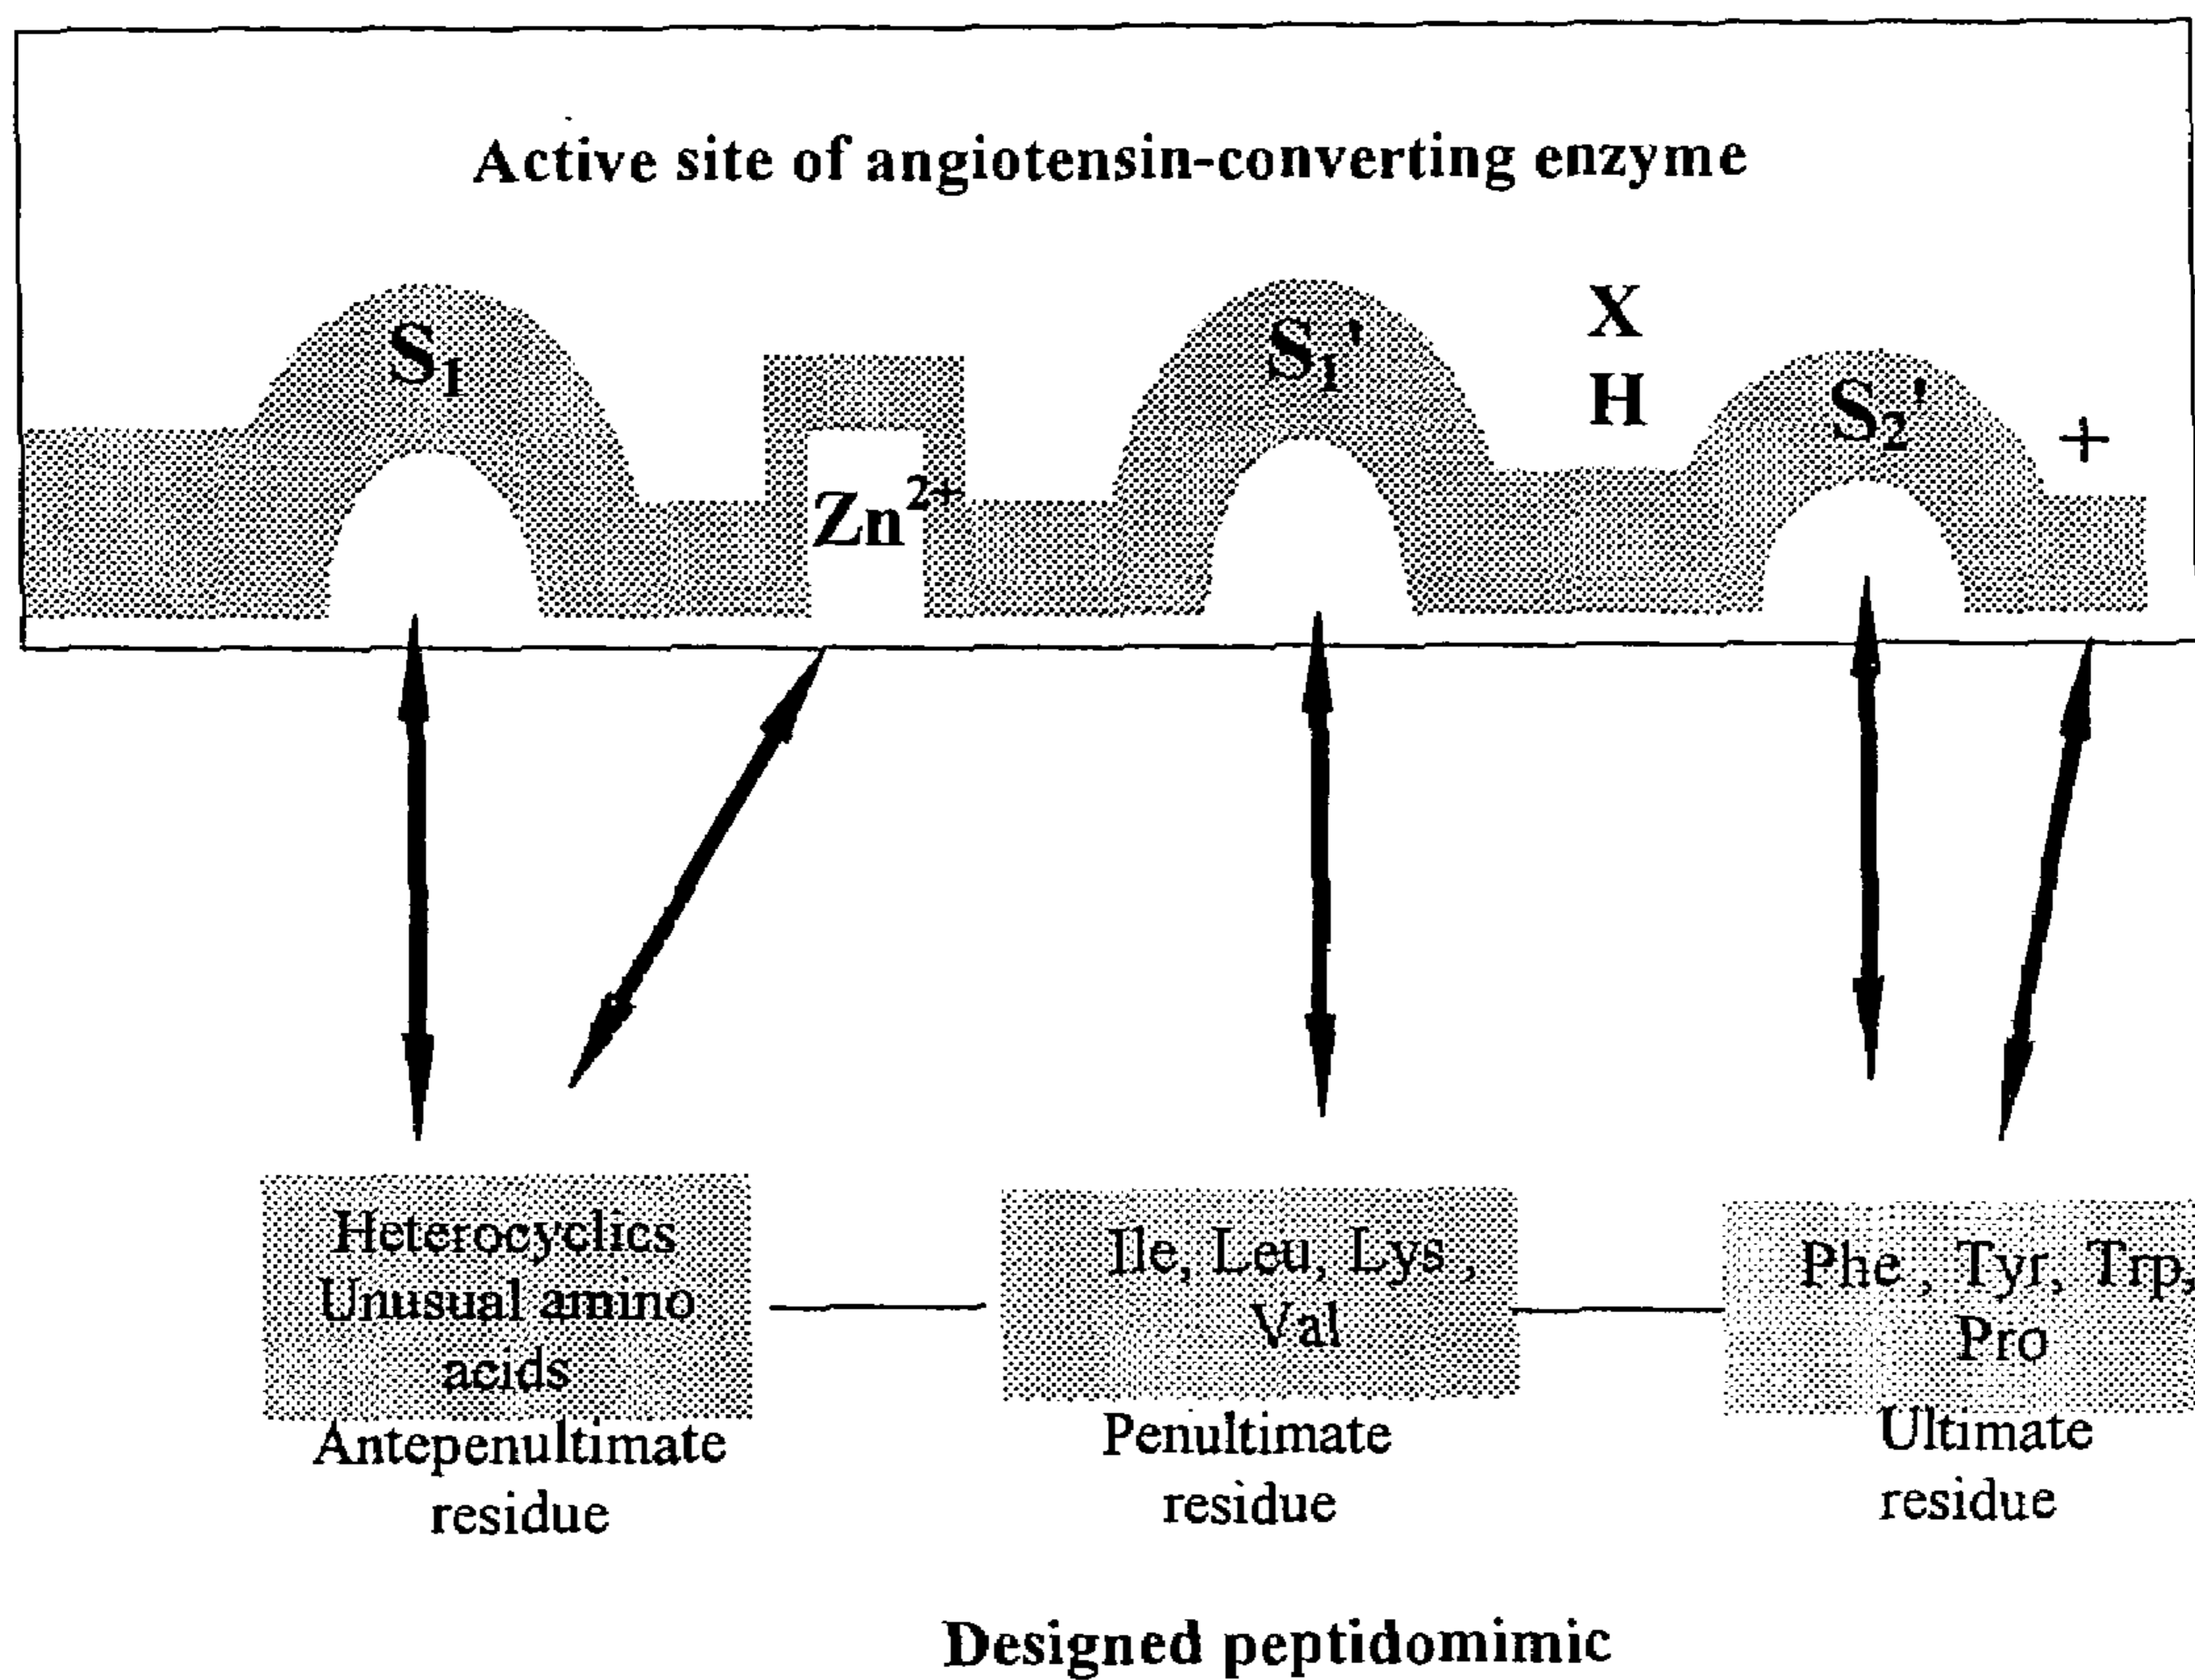 Active site of angiotensin-converting enzyme
S₁
Zn²⁺
S₁'
X
H
S₂'
+
Heterocyclics
Unusual amino
acids
Antepenultimate
residue
Ile, Leu, Lys,
Val
Penultimate
residue
Phe, Tyr, Trp,
Pro
Ultimate
residue
Designed peptidomimic